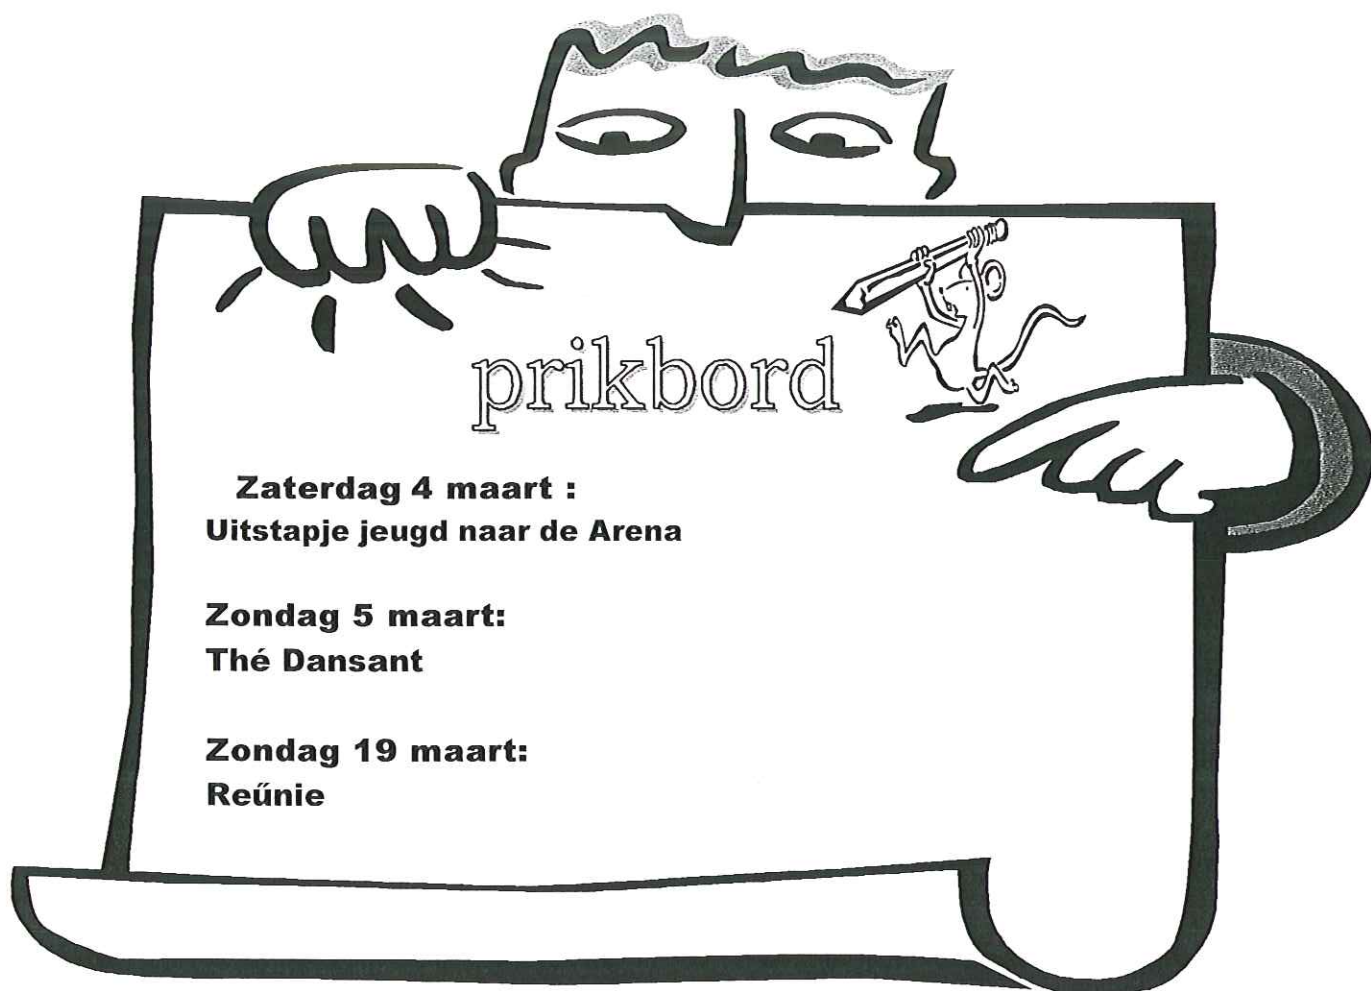 prikbord
Zaterdag 4 maart :
Uitstapje jeugd naar de Arena
Zondag 5 maart:
Thé Dansant
Zondag 19 maart:
Reűnie